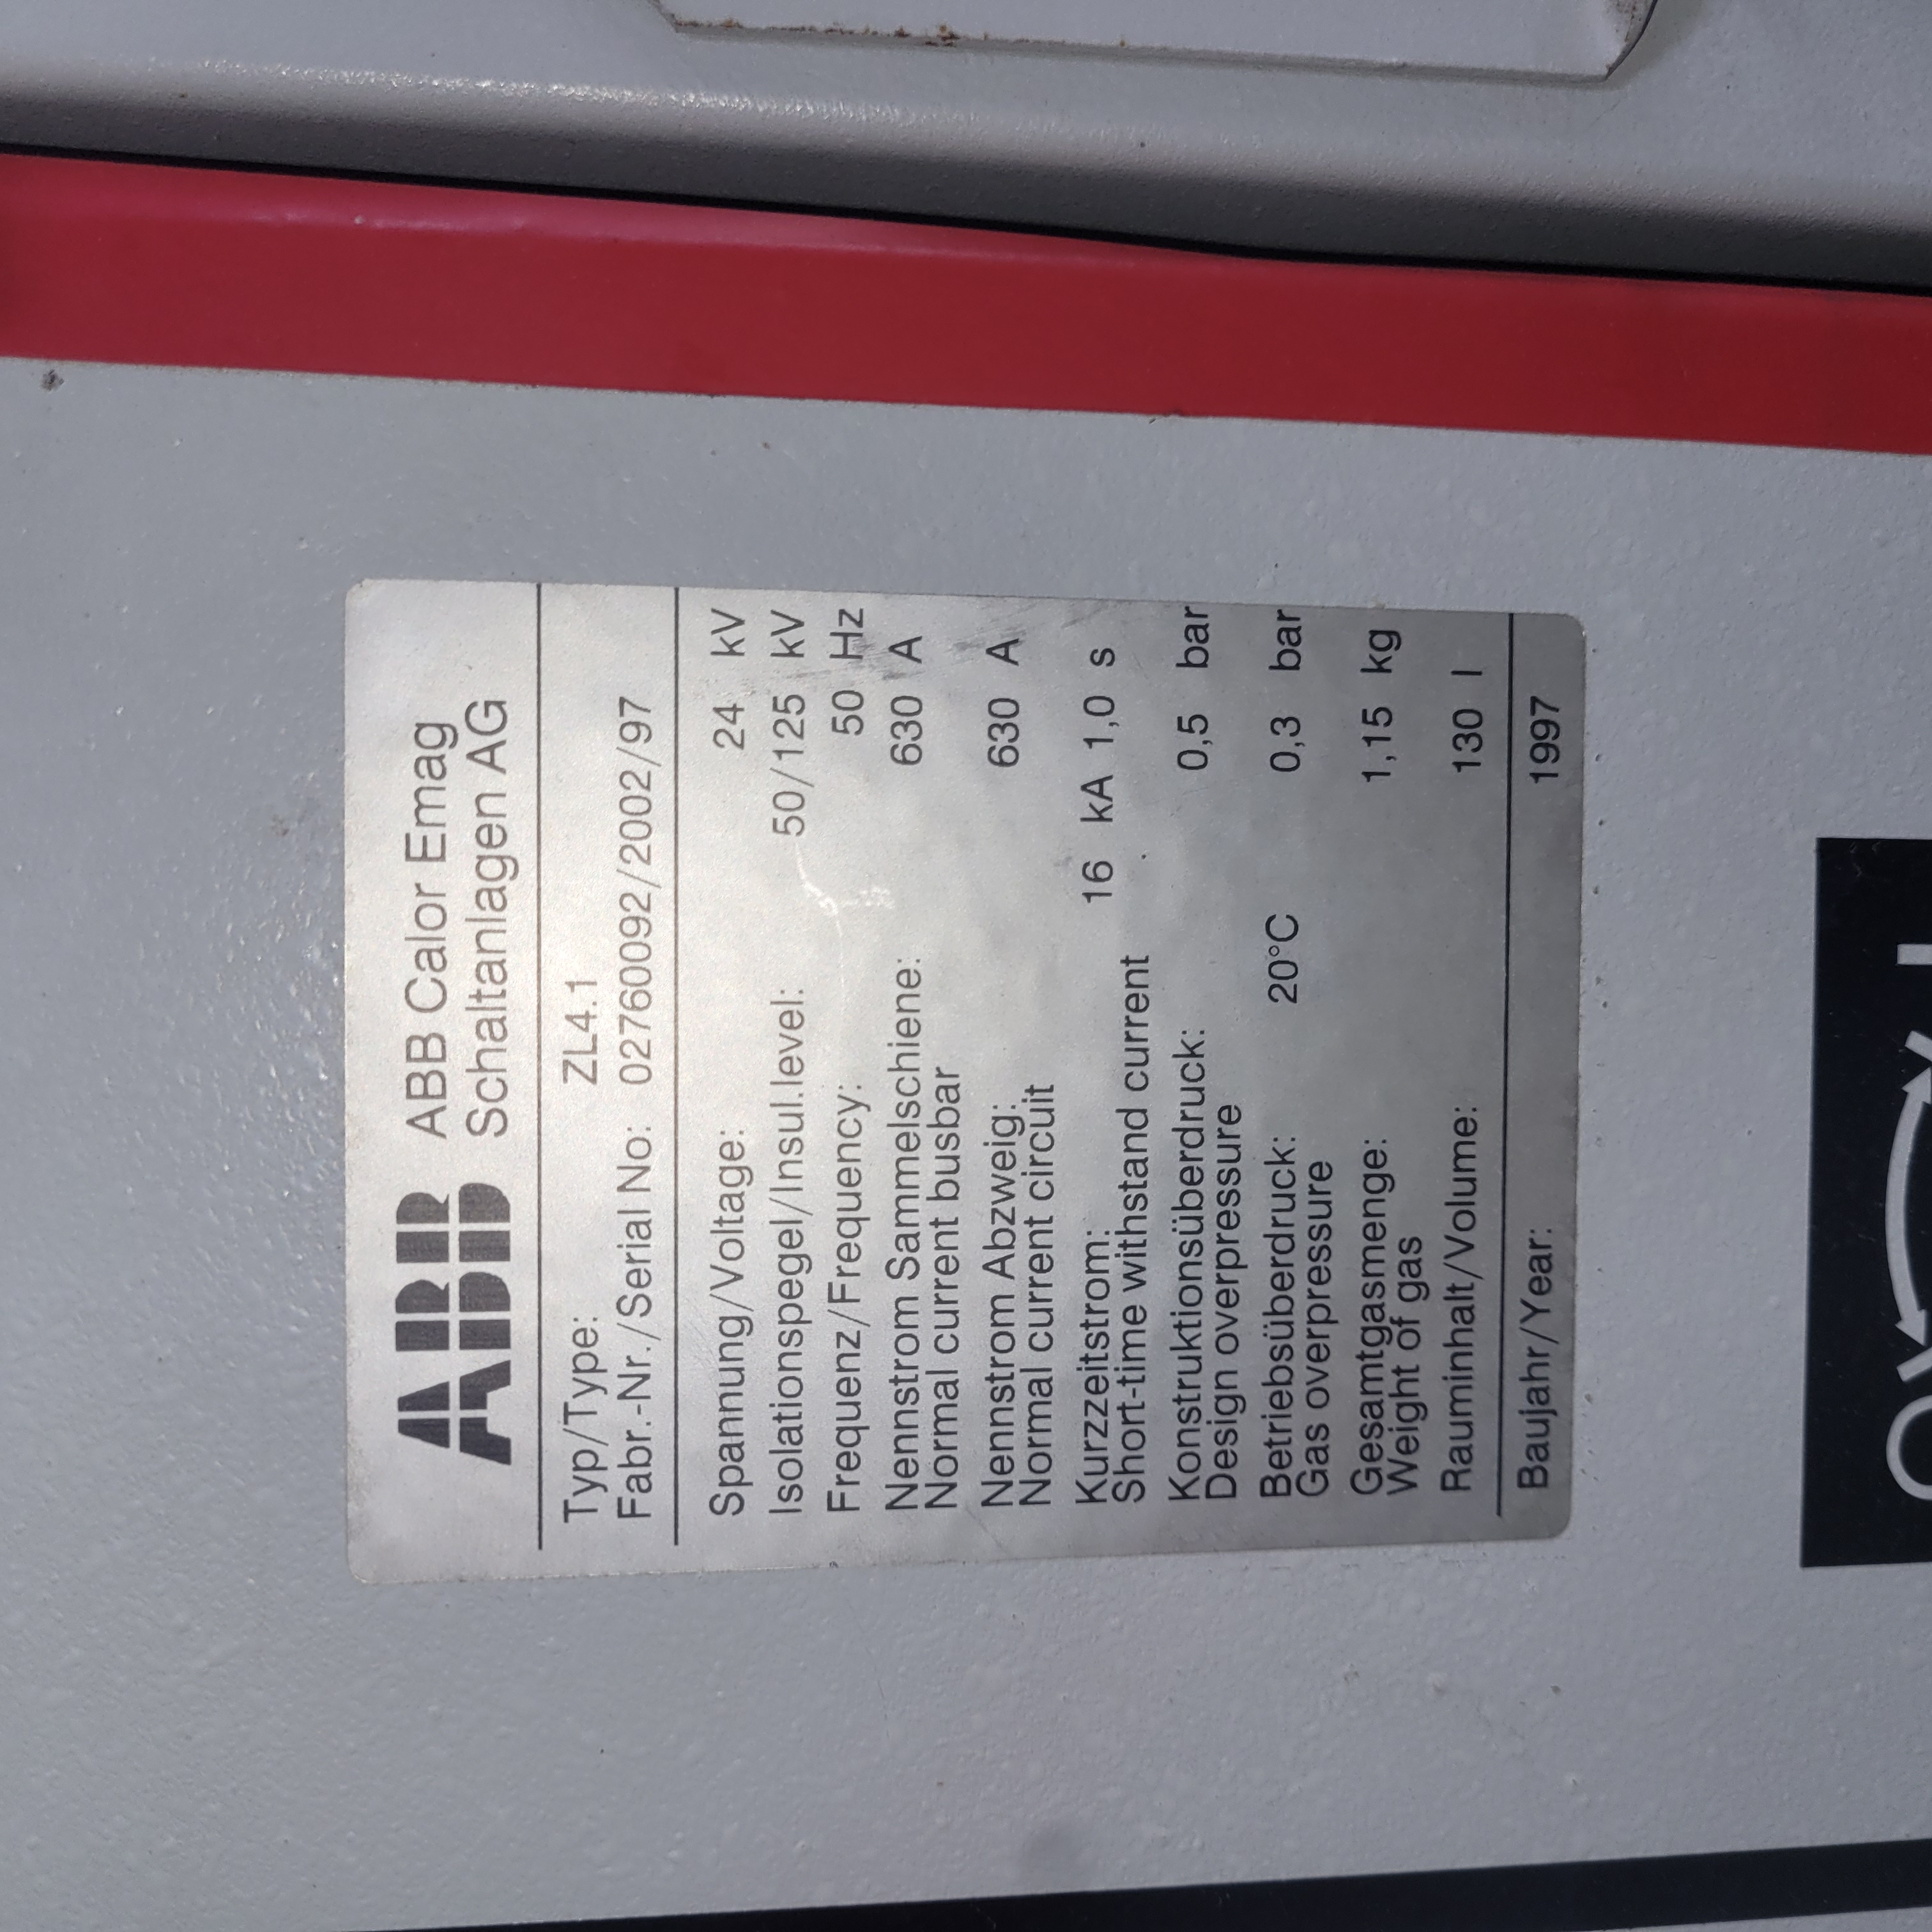 ABB ABB Calor Emag
Schaltanlagen AG
Typ/Type: ZL4.1
Fabr.-Nr./Serial No: 02760092/2002/97
Spannung/Voltage: 24 kV
Isolationspegel/Insul.level: 50/125 kV
Frequenz/Frequency: 50 Hz
Nennstrom Sammelschiene: 630 A
Normal current busbar
Nennstrom Abzweig: 630 A
Normal current circuit
Kurzzeitstrom: 16 kA 1,0 s
Short-time withstand current
Konstruktionsüberdruck: 0,5 bar
Design overpressure
Betriebsüberdruck: 20°C 0,3 bar
Gas overpressure
Gesamtgasmenge: 1,15 kg
Weight of gas
Rauminhalt/Volume: 130 l
Baujahr/Year: 1997